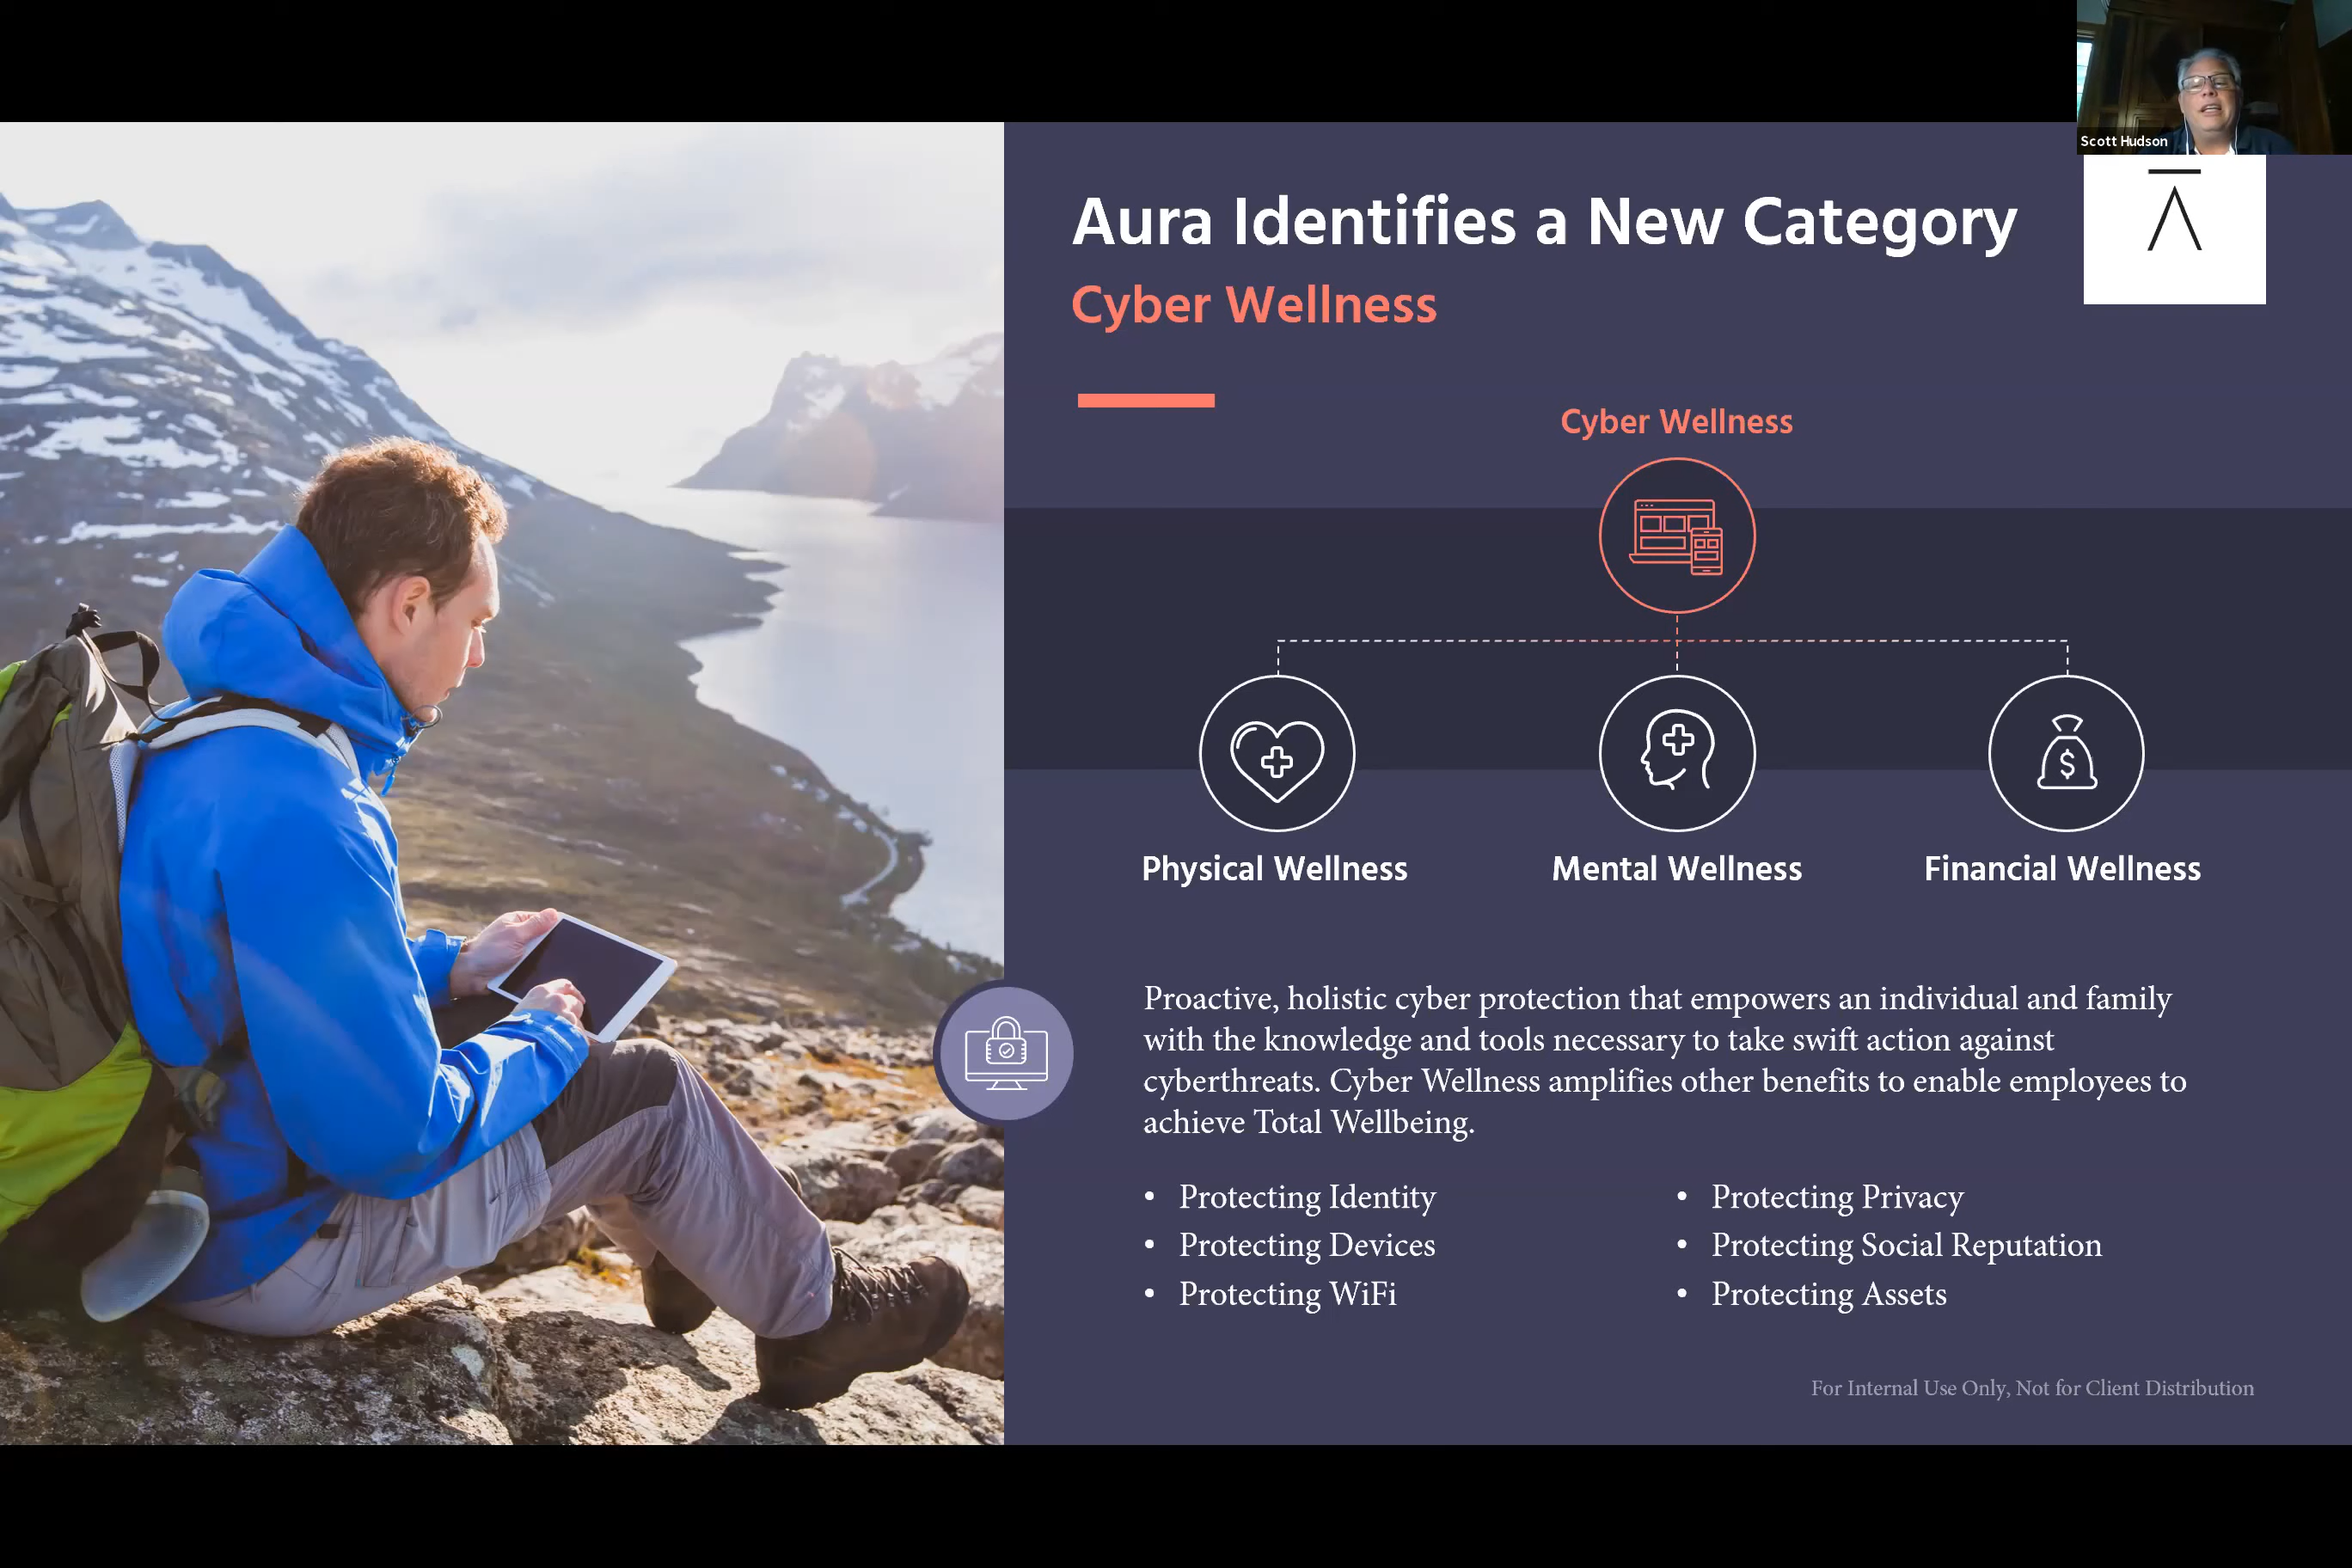 Scott Hudson
Aura Identifies a New Category
Cyber Wellness
Cyber Wellness
$
Physical Wellness
Mental Wellness
Financial Wellness
Proactive, holistic cyber protection that empowers an individual and family
with the knowledge and tools necessary to take swift action against
cyberthreats. Cyber Wellness amplifies other benefits to enable employees to
achieve Total Wellbeing.
• Protecting Identity
• Protecting Devices
• Protecting WiFi
• Protecting Privacy
• Protecting Social Reputation
• Protecting Assets
For Internal Use Only, Not for Client Distribution